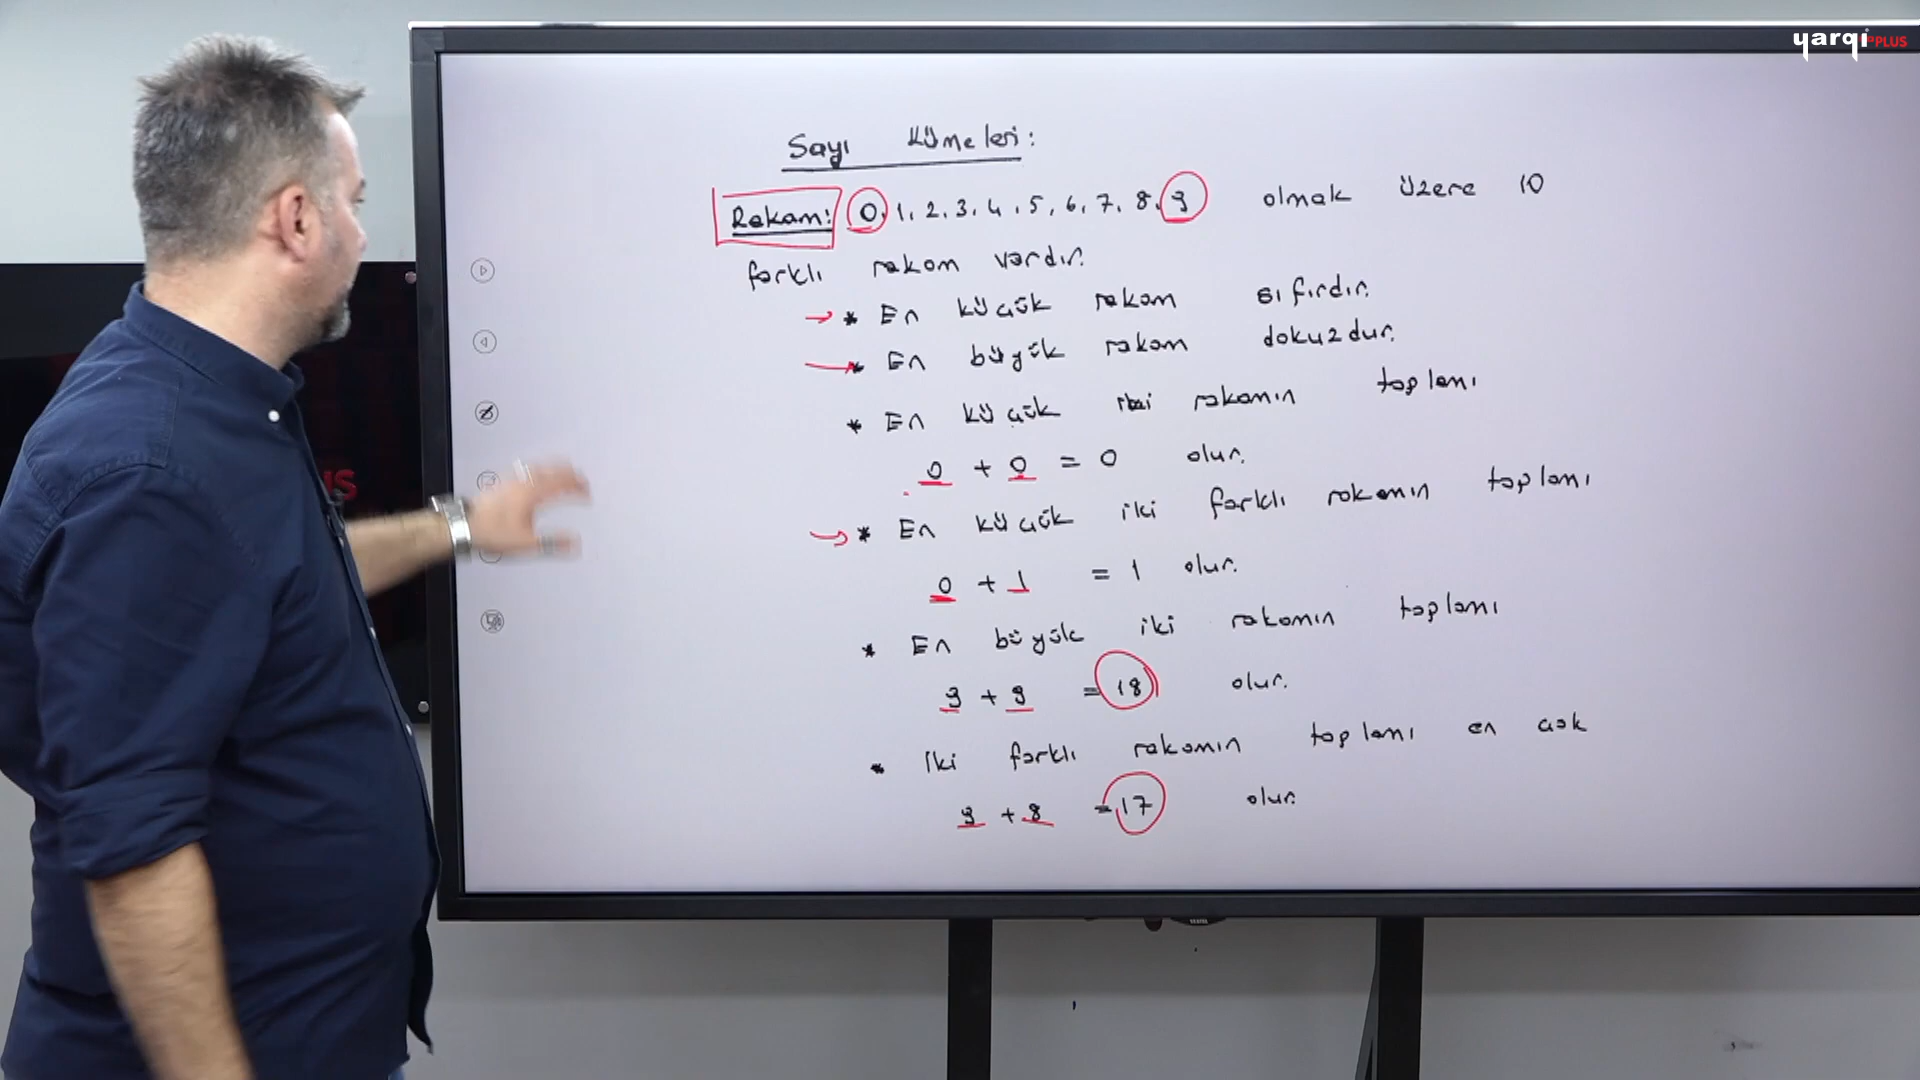 yarqı PLUS
Sayı Kümeleri:
Rakam: 0, 1, 2, 3, 4, 5, 6, 7, 8, 9 olmak üzere 10
farklı rakam vardır.
* En küçük rakam sıfırdır.
* En büyük rakam dokuzdur.
* En küçük iki rakamın toplamı
0 + 0 = 0 olur.
* En küçük iki farklı rakamın toplamı
0 + 1 = 1 olur.
* En büyük iki rakamın toplamı
9 + 9 = 18 olur.
* İki farklı rakamın toplamı en çok
9 + 8 = 17 olur.